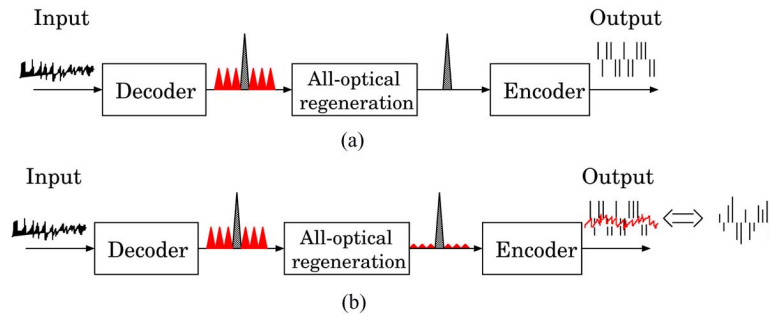 Input
Output
Decoder
All-optical
regeneration
Encoder
(a)
Input
Output
Decoder
All-optical
regeneration
Encoder
(b)